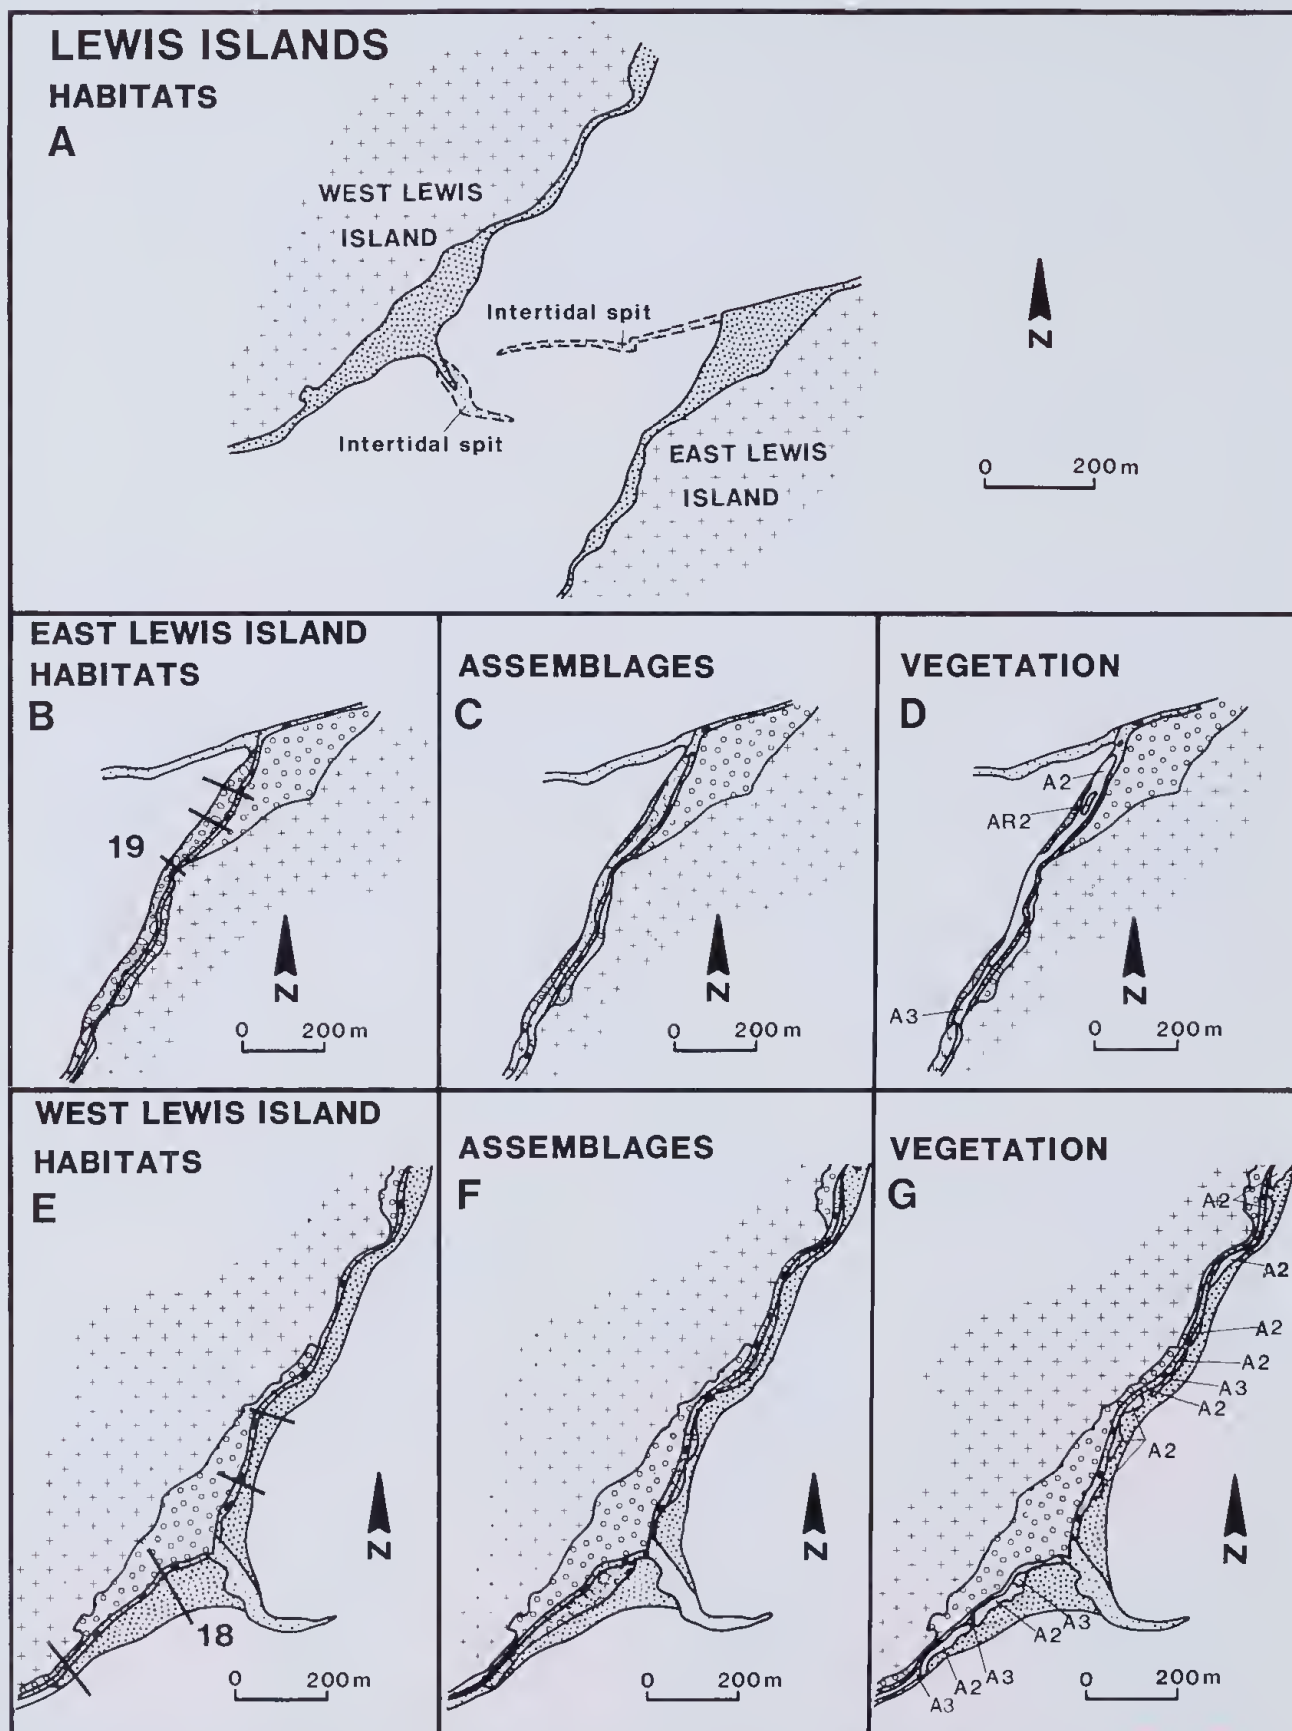 LEWIS ISLANDS
HABITATS
A
WEST LEWIS
ISLAND
Intertidal spit
Intertidal spit
N
EAST LEWIS
ISLAND
0 200m
EAST LEWIS ISLAND
HABITATS
B
19
N
0 200m
ASSEMBLAGES
C
N
0 200m
VEGETATION
D
A2
AR2
A3
N
0 200m
WEST LEWIS ISLAND
HABITATS
E
18
N
0 200m
ASSEMBLAGES
F
N
0 200m
VEGETATION
G
A2
A2
A2
A2
A3
A2
A2
N
A3
A2
A3
A2
A3
0 200m